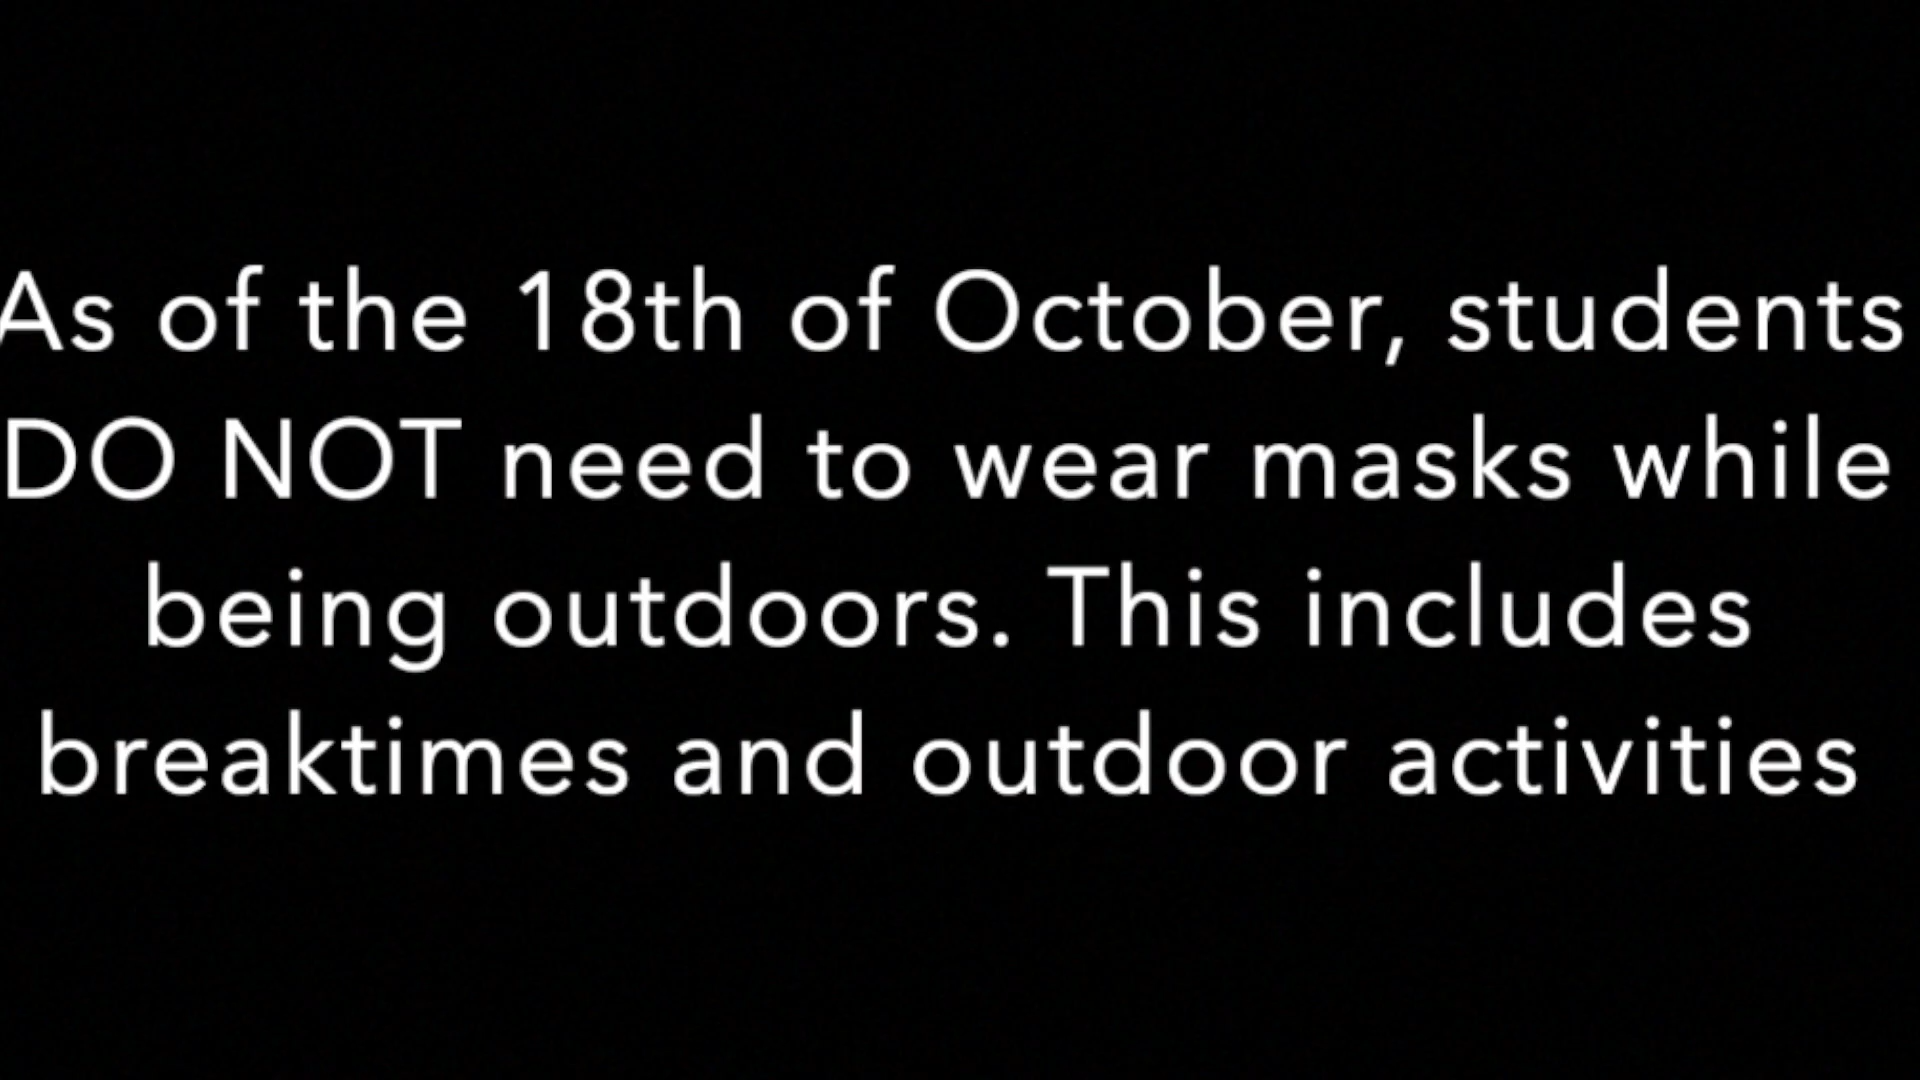 As of the 18th of October, students
DO NOT need to wear masks while
being outdoors. This includes
breaktimes and outdoor activities